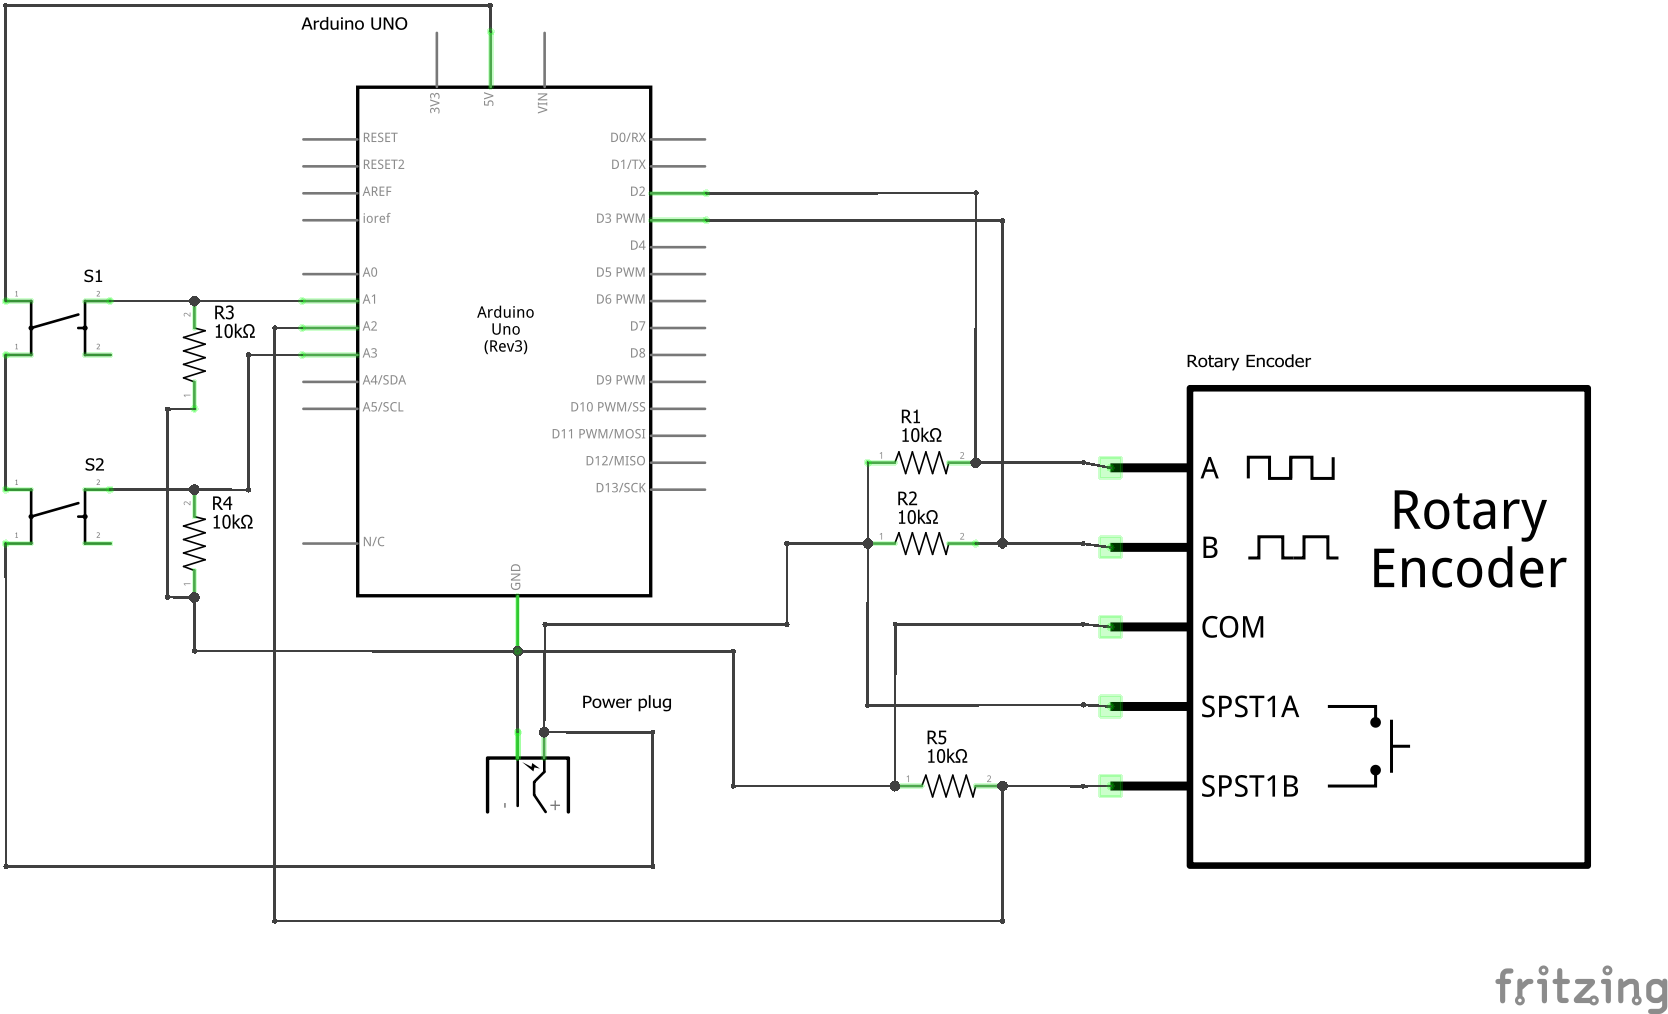 Arduino UNO
3V3
5V
VIN
RESET
RESET2
AREF
ioref
A0
A1
A2
A3
A4/SDA
A5/SCL
N/C
D0/RX
D1/TX
D2
D3 PWM
D4
D5 PWM
D6 PWM
D7
D8
D9 PWM
D10 PWM/SS
D11 PWM/MOSI
D12/MISO
D13/SCK
GND
Arduino
Uno
(Rev3)
S1
1
2
1
2
R3
10kΩ
2
1
S2
1
2
1
2
R4
10kΩ
2
1
Power plug
-
+
R1
10kΩ
1
2
R2
10kΩ
1
2
R5
10kΩ
1
2
Rotary Encoder
A
B
COM
SPST1A
SPST1B
Rotary
Encoder
fritzing